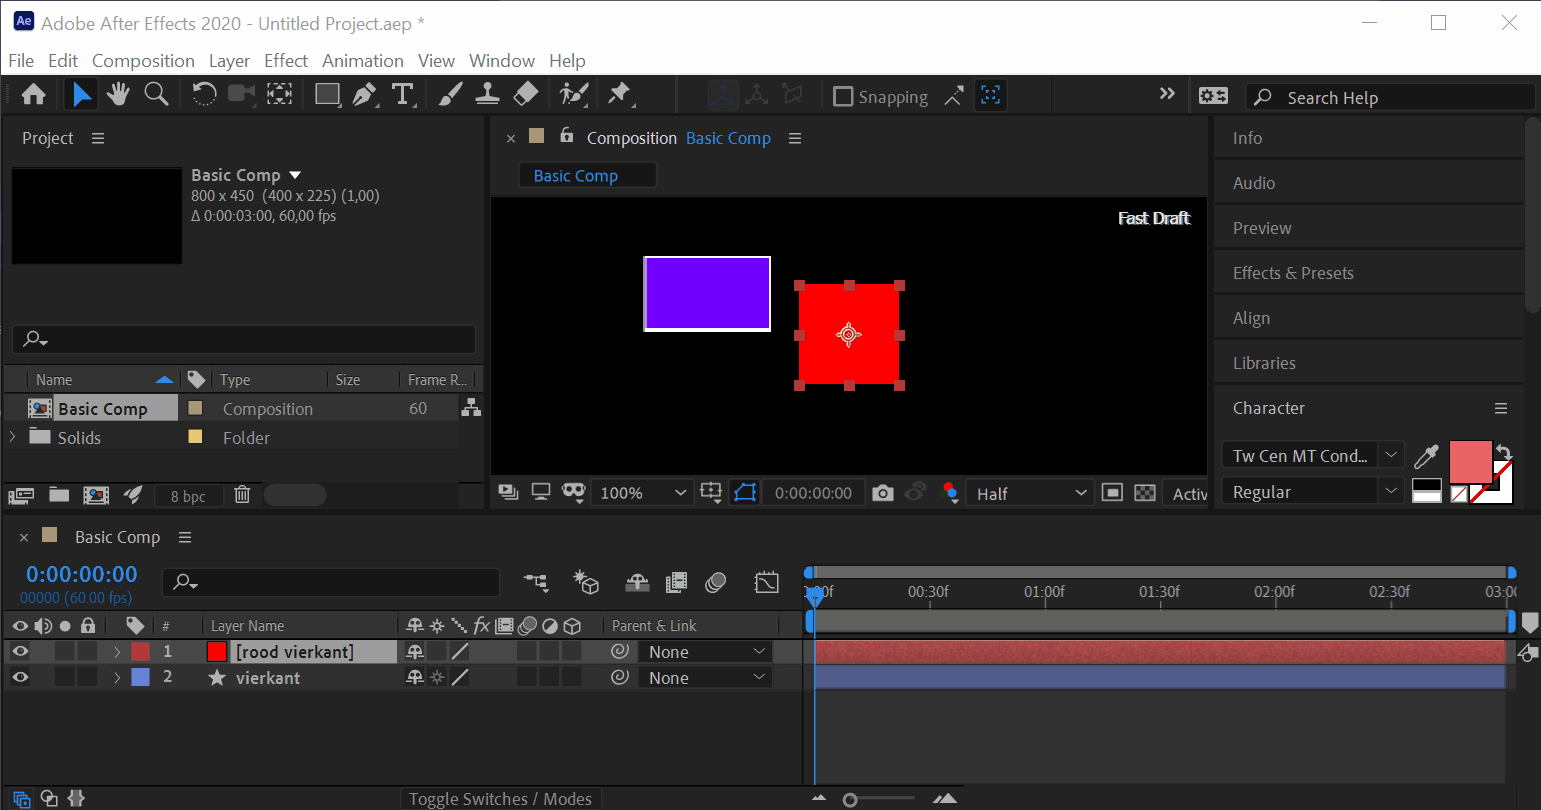 Ae Adobe After Effects 2020 - Untitled Project.aep *
File Edit Composition Layer Effect Animation View Window Help
T Snapping Search Help
Project
Basic Comp
800 x 450 (400 x 225) (1,00)
Δ 0:00:03:00, 60,00 fps
Name Type Size Frame R...
Basic Comp Composition 60
Solids Folder
8 bpc
Composition Basic Comp
Basic Comp
Fast Draft
100% 0:00:00:00 Half Activ
Info
Audio
Preview
Effects & Presets
Align
Libraries
Character
Tw Cen MT Cond...
Regular
Basic Comp
0:00:00:00
00000 (60.00 fps)
00f 00:30f 01:00f 01:30f 02:00f 02:30f 03:00
# Layer Name fx Parent & Link
1 [rood vierkant] None
2 vierkant None
Toggle Switches / Modes